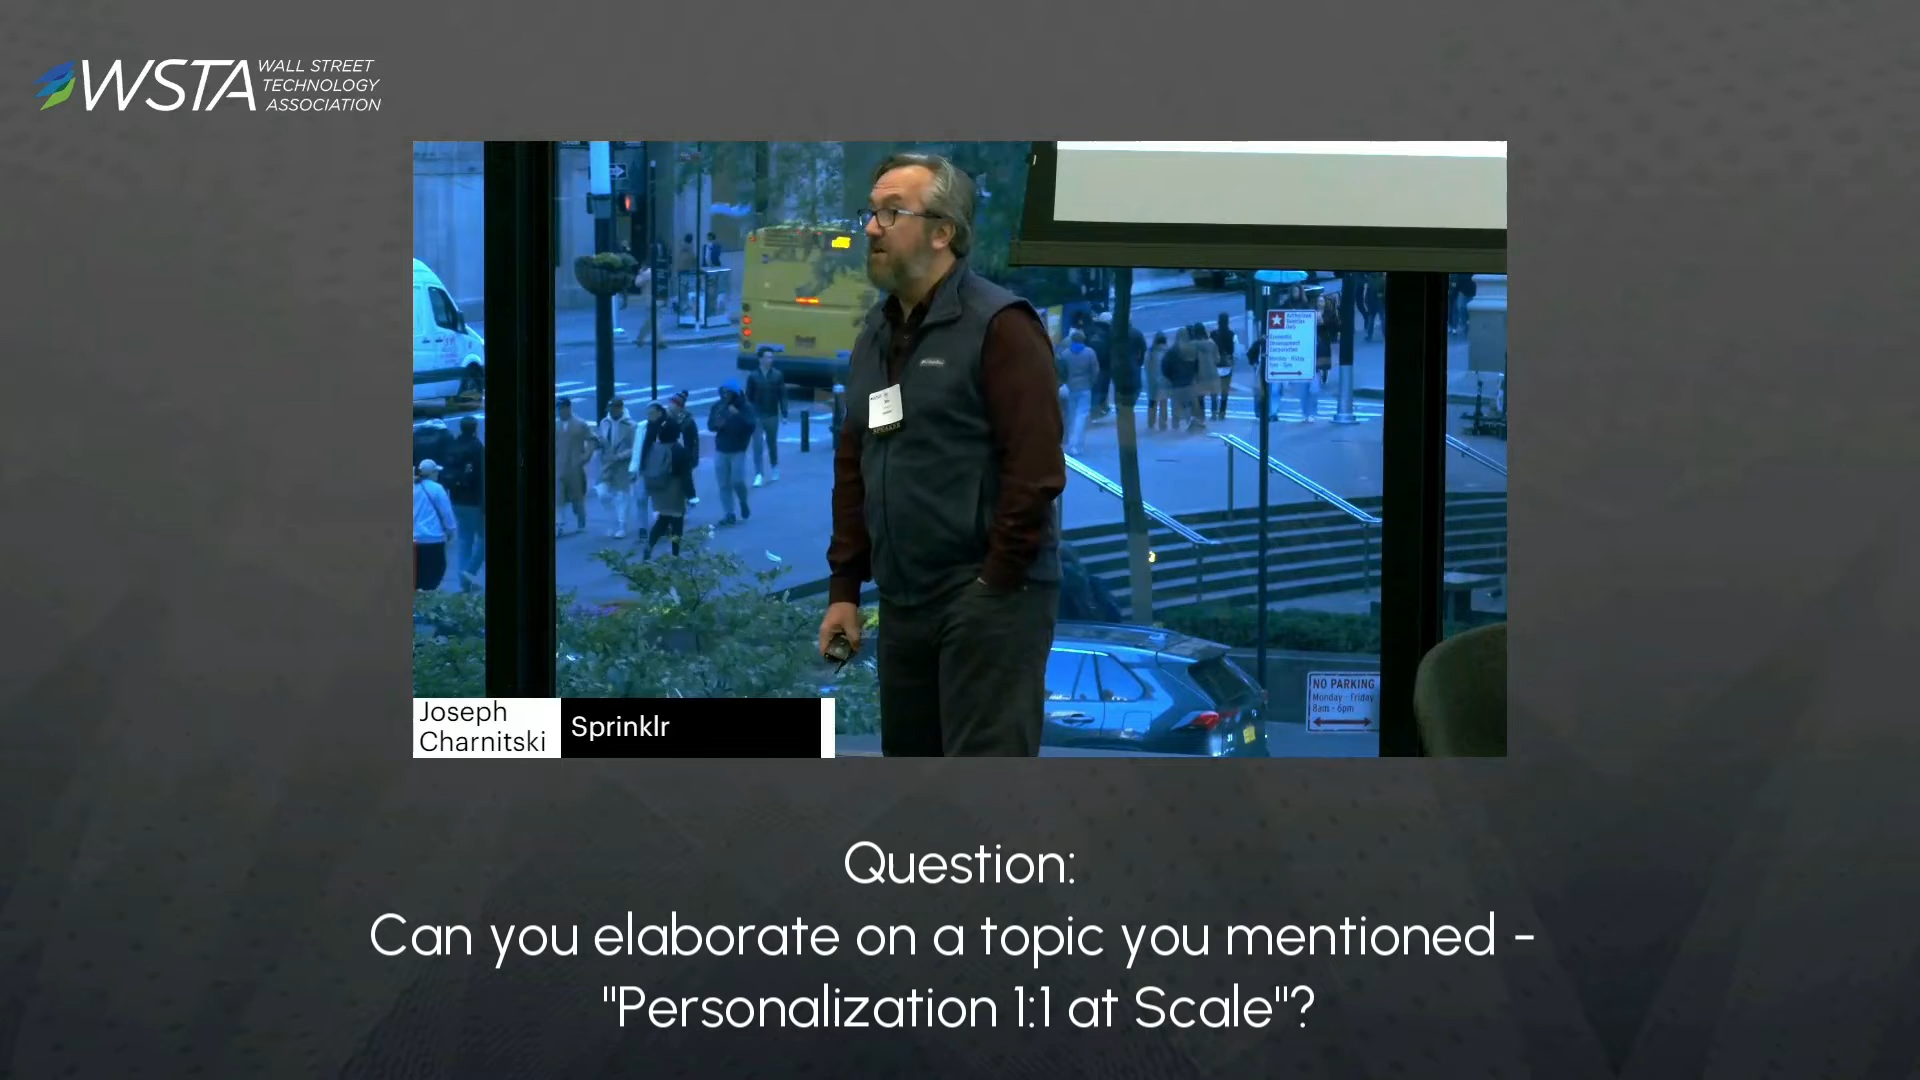 WSTA
WALL STREET
TECHNOLOGY
ASSOCIATION
NO PARKING
Monday - Friday
8am - 6pm
Joseph
Charnitski
Sprinklr
Question:
Can you elaborate on a topic you mentioned -
"Personalization 1:1 at Scale"?